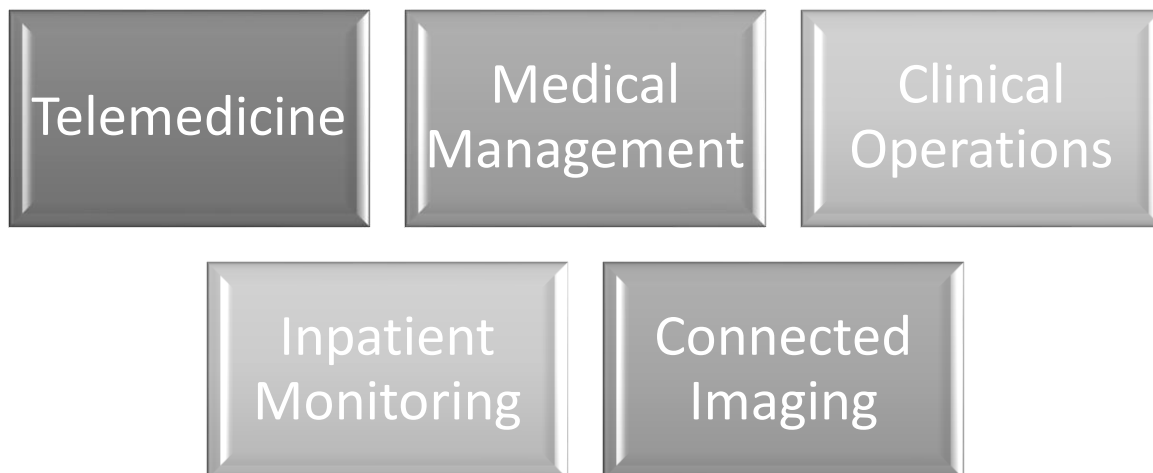 Telemedicine
Medical
Management
Clinical
Operations
Inpatient
Monitoring
Connected
Imaging